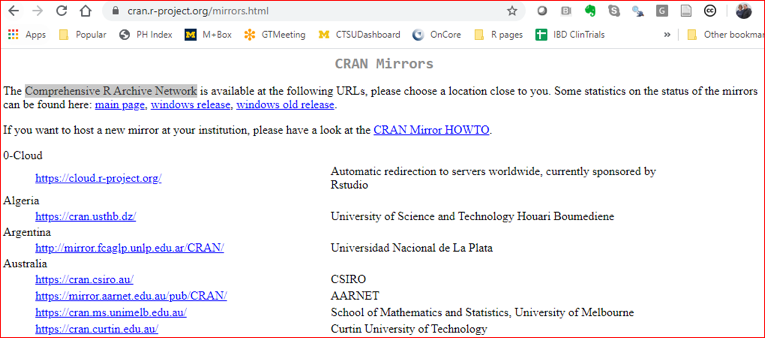 cran.r-project.org/mirrors.html
Apps Popular PH Index M+Box GTMeeting CTSUDashboard OnCore R pages IBD ClinTrials » Other bookmar
CRAN Mirrors
The Comprehensive R Archive Network is available at the following URLs, please choose a location close to you. Some statistics on the status of the mirrors
can be found here: main page, windows release, windows old release.
If you want to host a new mirror at your institution, please have a look at the CRAN Mirror HOWTO.
0-Cloud
https://cloud.r-project.org/ Automatic redirection to servers worldwide, currently sponsored by
Rstudio
Algeria
https://cran.usthb.dz/ University of Science and Technology Houari Boumediene
Argentina
http://mirror.fcaglp.unlp.edu.ar/CRAN/ Universidad Nacional de La Plata
Australia
https://cran.csiro.au/ CSIRO
https://mirror.aarnet.edu.au/pub/CRAN/ AARNET
https://cran.ms.unimelb.edu.au/ School of Mathematics and Statistics, University of Melbourne
https://cran.curtin.edu.au/ Curtin University of Technology